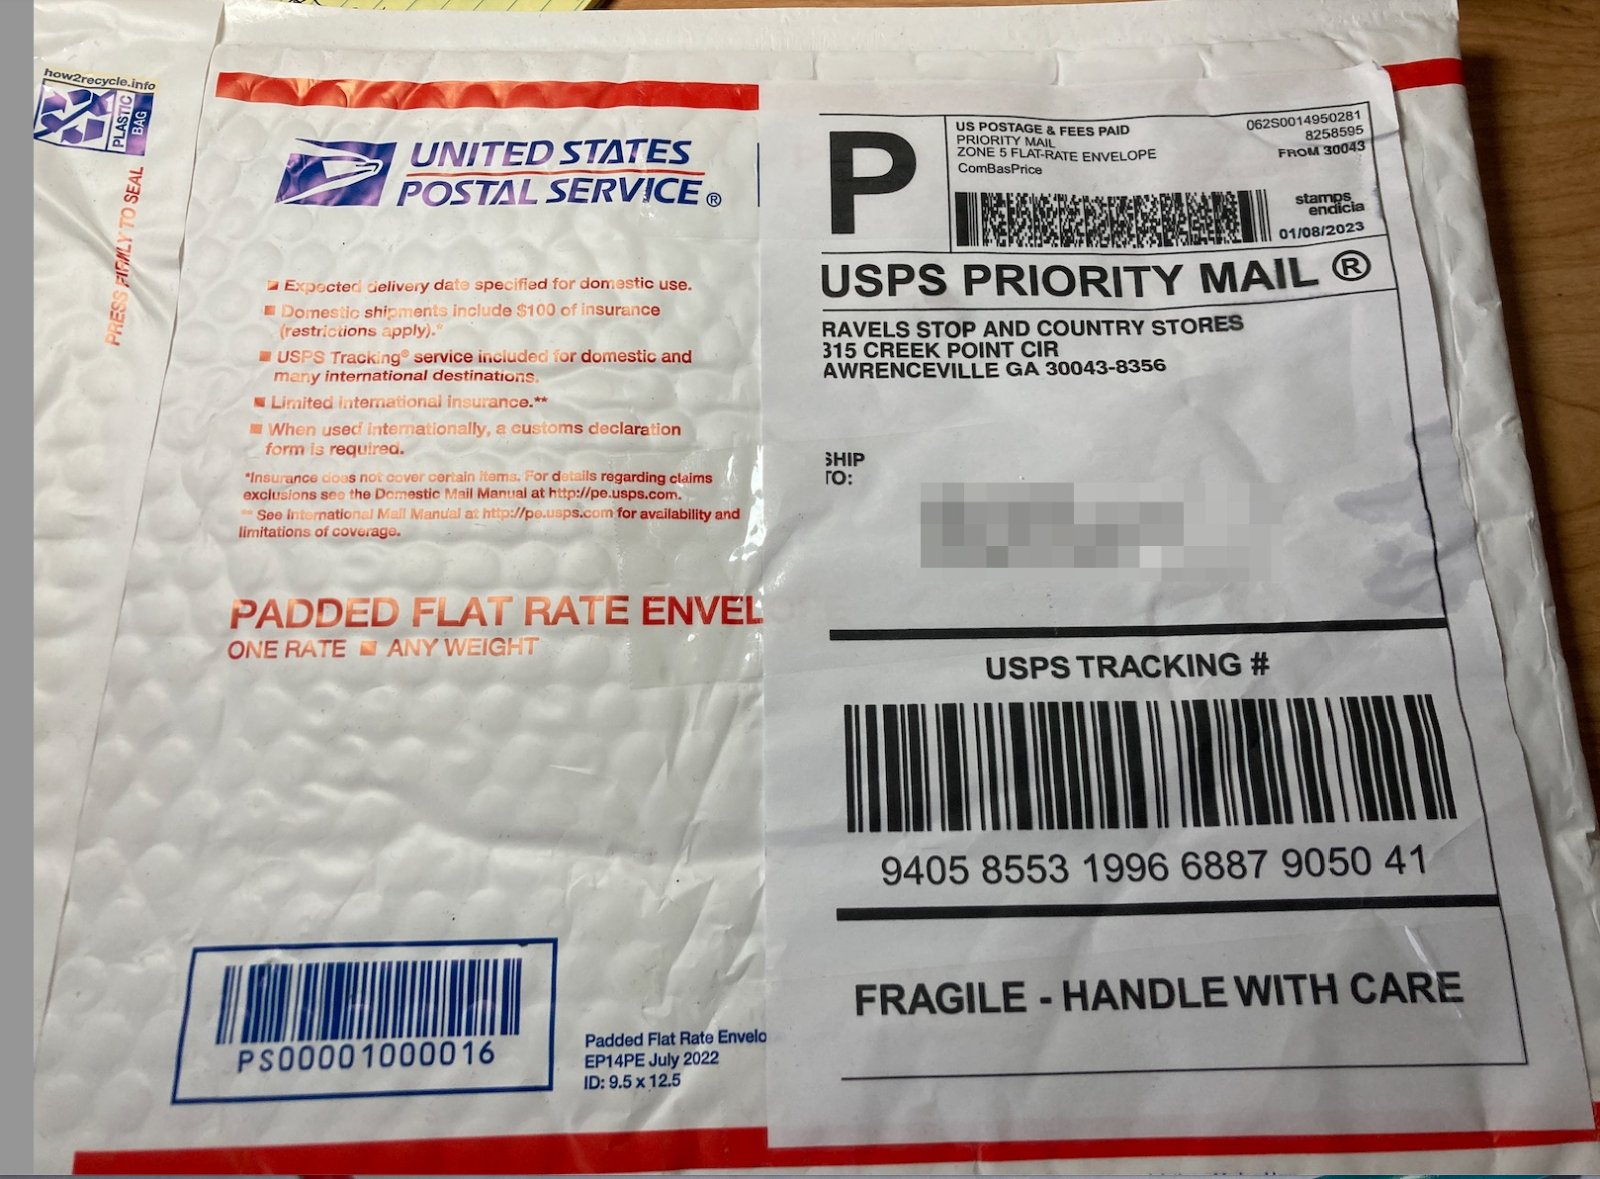 how2recycle.info
PLASTIC
BAG
PRESS FIRMLY TO SEAL
UNITED STATES
POSTAL SERVICE®
Expected delivery date specified for domestic use.
Domestic shipments include $100 of insurance
(restrictions apply).*
USPS Tracking® service included for domestic and
many international destinations.
Limited international insurance.**
When used internationally, a customs declaration
form is required.
*Insurance does not cover certain items. For details regarding claims
exclusions see the Domestic Mail Manual at http://pe.usps.com.
** See International Mail Manual at http://pe.usps.com for availability and
limitations of coverage.
PADDED FLAT RATE ENVEL
ONE RATE ■ ANY WEIGHT
PS00001000016
Padded Flat Rate Envelo
EP14PE July 2022
ID: 9.5 x 12.5
P
US POSTAGE & FEES PAID
PRIORITY MAIL
ZONE 5 FLAT-RATE ENVELOPE
ComBasPrice
062S0014950281
8258595
FROM 30043
stamps
endicia
01/08/2023
USPS PRIORITY MAIL ®
RAVELS STOP AND COUNTRY STORES
315 CREEK POINT CIR
AWRENCEVILLE GA 30043-8356
SHIP
TO:
USPS TRACKING #
9405 8553 1996 6887 9050 41
FRAGILE - HANDLE WITH CARE